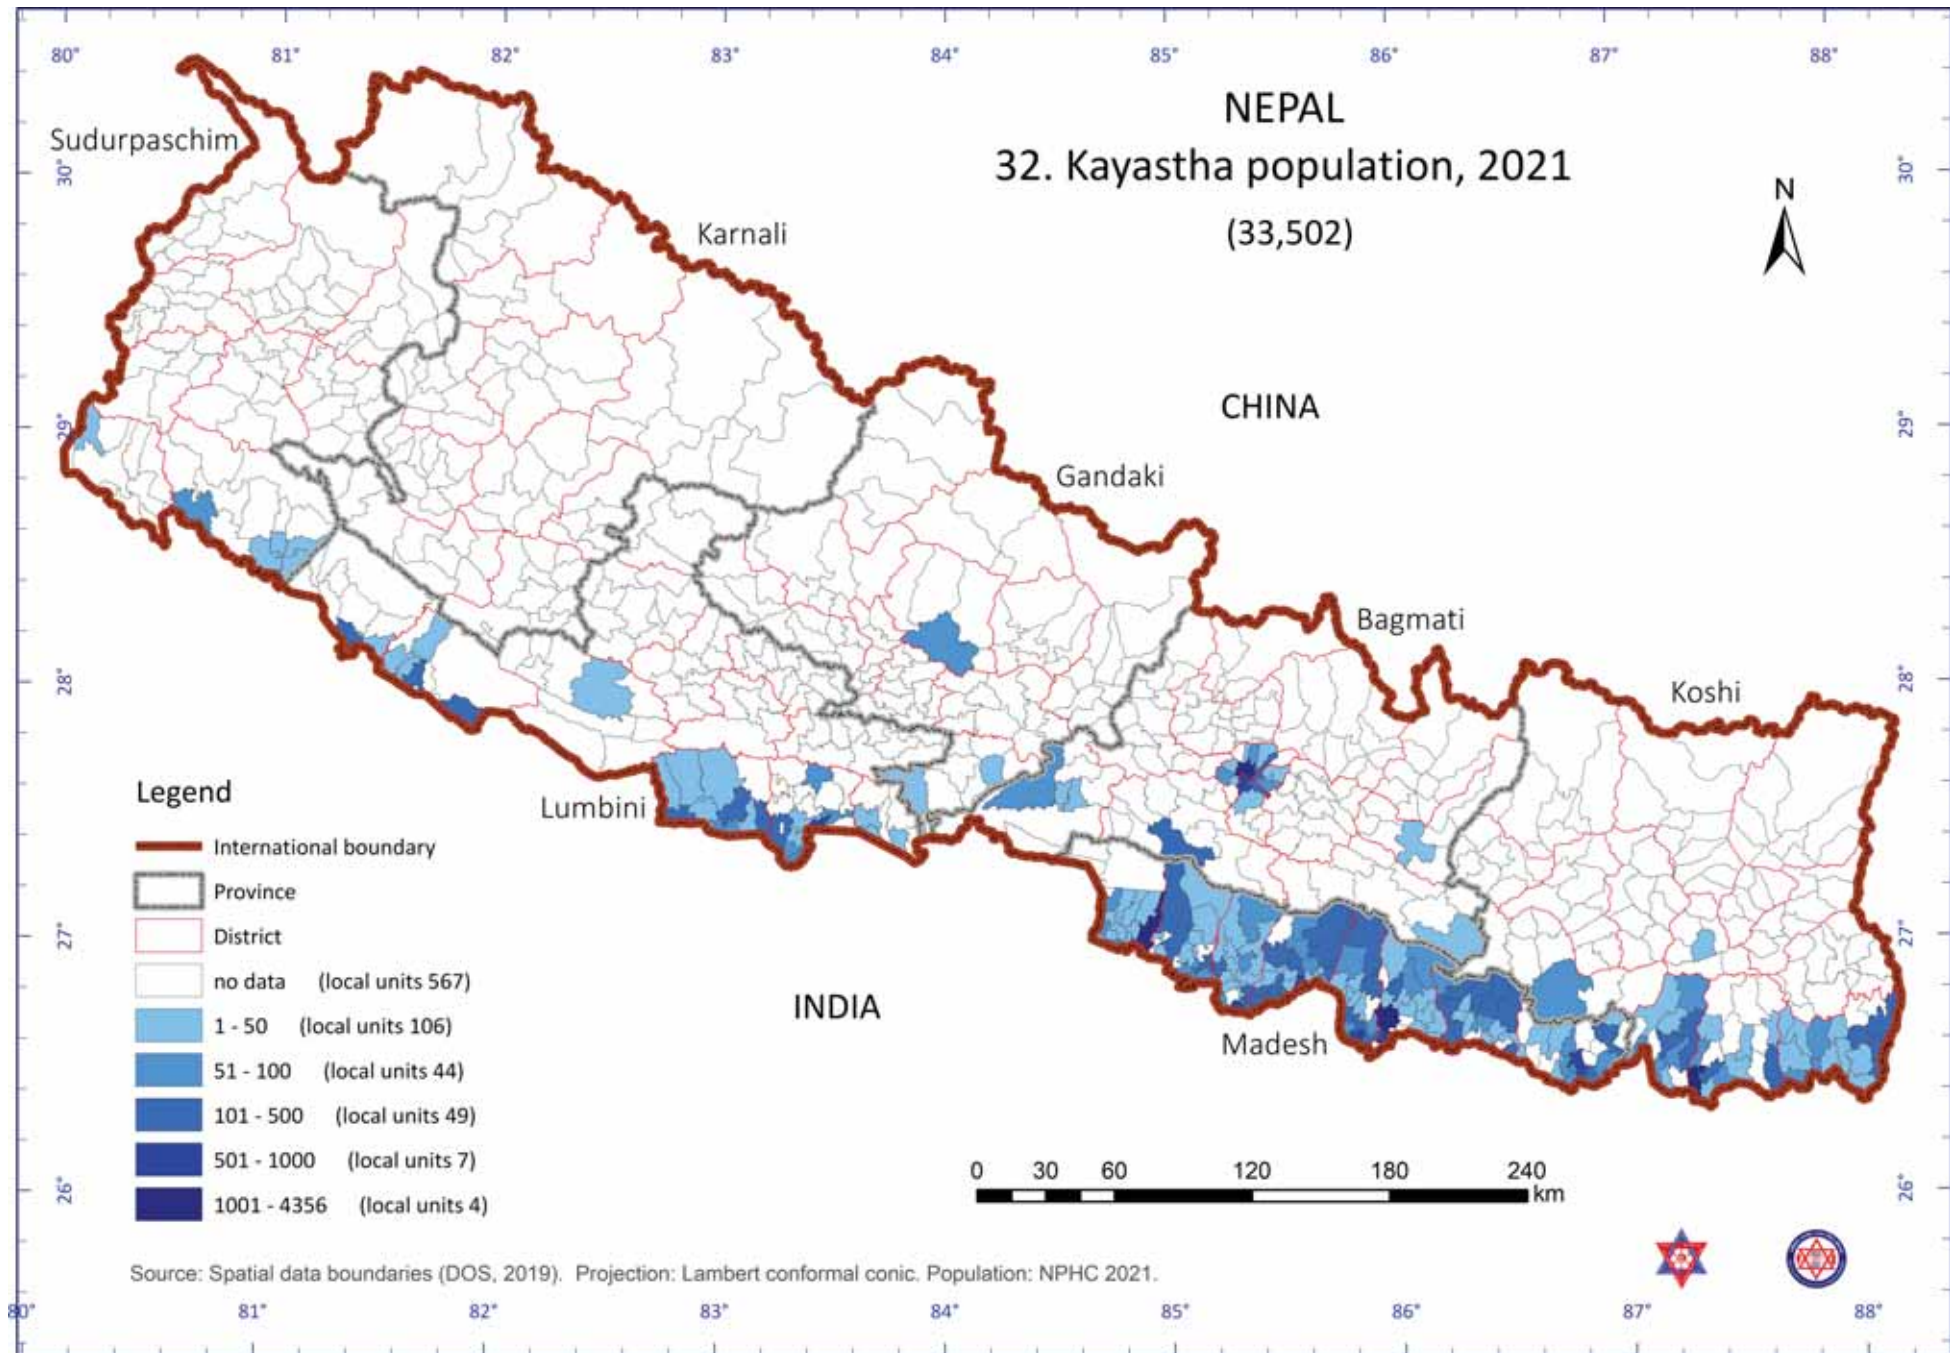 80° 81° 82° 83° 84° 85° 86° 87° 88°
NEPAL
32. Kayastha population, 2021
(33,502)
N
Sudurpaschim
Karnali
CHINA
Gandaki
Bagmati
Koshi
Lumbini
INDIA
Madesh
30° 30°
29° 29°
28° 28°
27° 27°
26° 26°
Legend
International boundary
Province
District
no data (local units 567)
1 - 50 (local units 106)
51 - 100 (local units 44)
101 - 500 (local units 49)
501 - 1000 (local units 7)
1001 - 4356 (local units 4)
0 30 60 120 180 240
km
Source: Spatial data boundaries (DOS, 2019). Projection: Lambert conformal conic. Population: NPHC 2021.
80° 81° 82° 83° 84° 85° 86° 87° 88°